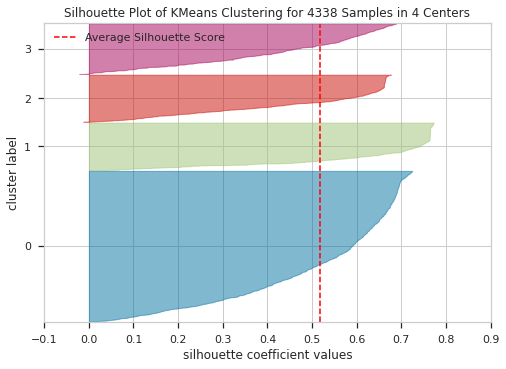 Silhouette Plot of KMeans Clustering for 4338 Samples in 4 Centers
Average Silhouette Score
3
2
1
0
cluster label
−0.1 0.0 0.1 0.2 0.3 0.4 0.5 0.6 0.7 0.8 0.9
silhouette coefficient values